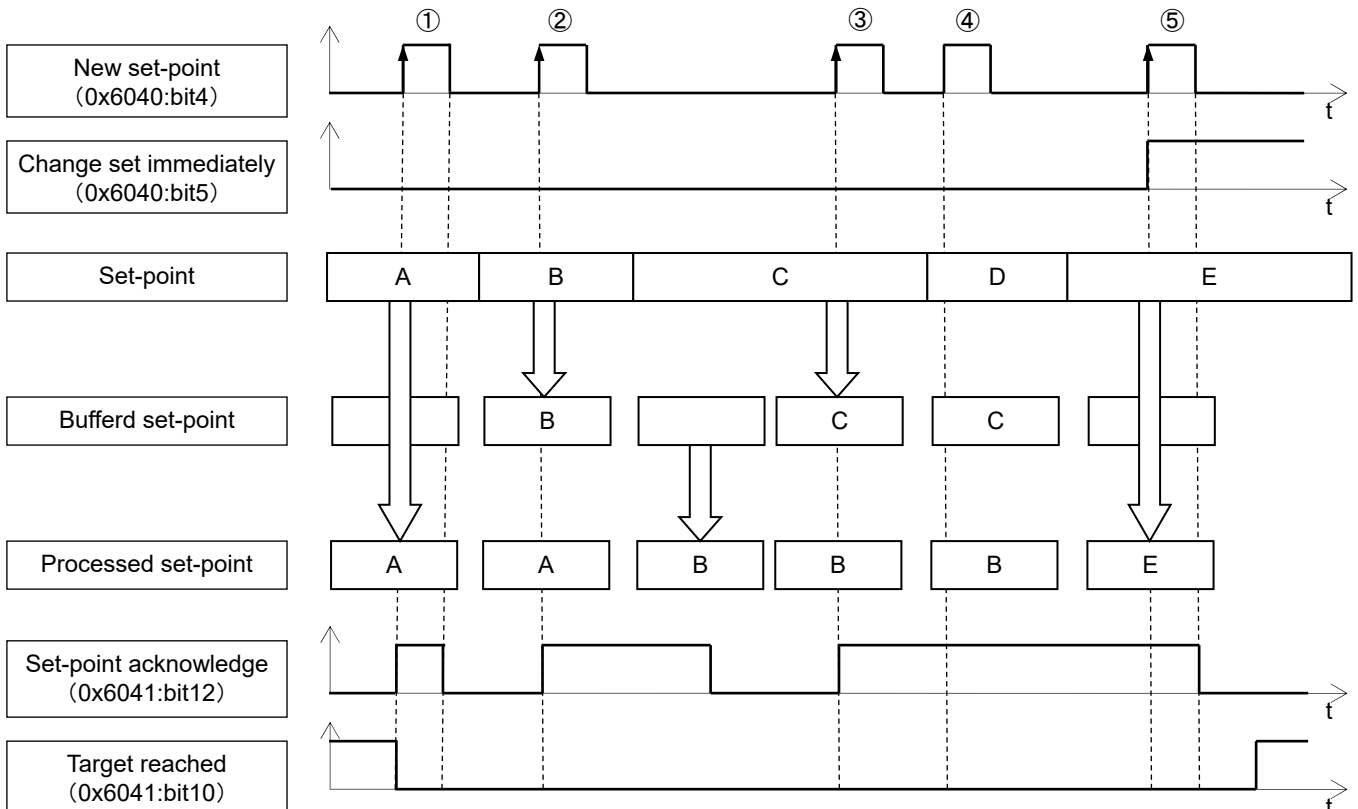 ① ② ③ ④ ⑤
New set-point
（0x6040:bit4）
t
Change set immediately
（0x6040:bit5）
t
Set-point
A B C D E
Bufferd set-point
B C C
Processed set-point
A A B B B E
Set-point acknowledge
（0x6041:bit12）
t
Target reached
（0x6041:bit10）
t